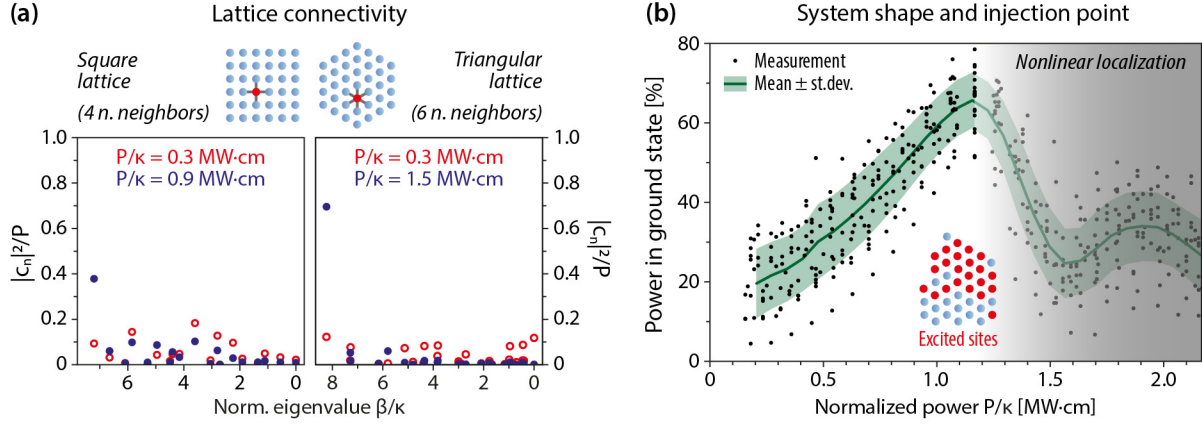 (a)
Lattice connectivity
Square
lattice
(4 n. neighbors)
Triangular
lattice
(6 n. neighbors)
P/κ = 0.3 MW·cm
P/κ = 0.9 MW·cm
P/κ = 0.3 MW·cm
P/κ = 1.5 MW·cm
|cₙ|²/P
1.0
0.8
0.6
0.4
0.2
0
1.0
0.8
0.6
0.4
0.2
0
|cₙ|²/P
6 4 2 0
8 6 4 2 0
Norm. eigenvalue β/κ
(b)
System shape and injection point
Measurement
Mean ± st.dev.
Nonlinear localization
Power in ground state [%]
80
60
40
20
0
Excited sites
0 0.5 1.0 1.5 2.0
Normalized power P/κ [MW·cm]